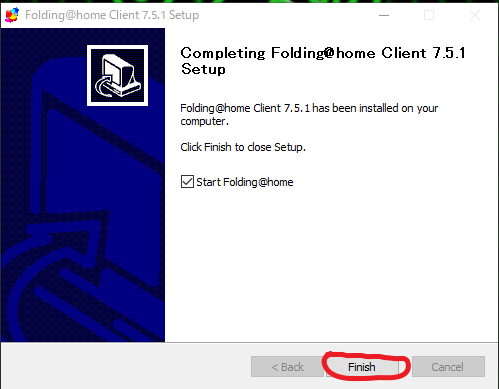 Folding@home Client 7.5.1 Setup
Completing Folding@home Client 7.5.1
Setup
Folding@home Client 7.5.1 has been installed on your
computer.
Click Finish to close Setup.
Start Folding@home
< Back
Finish
Cancel